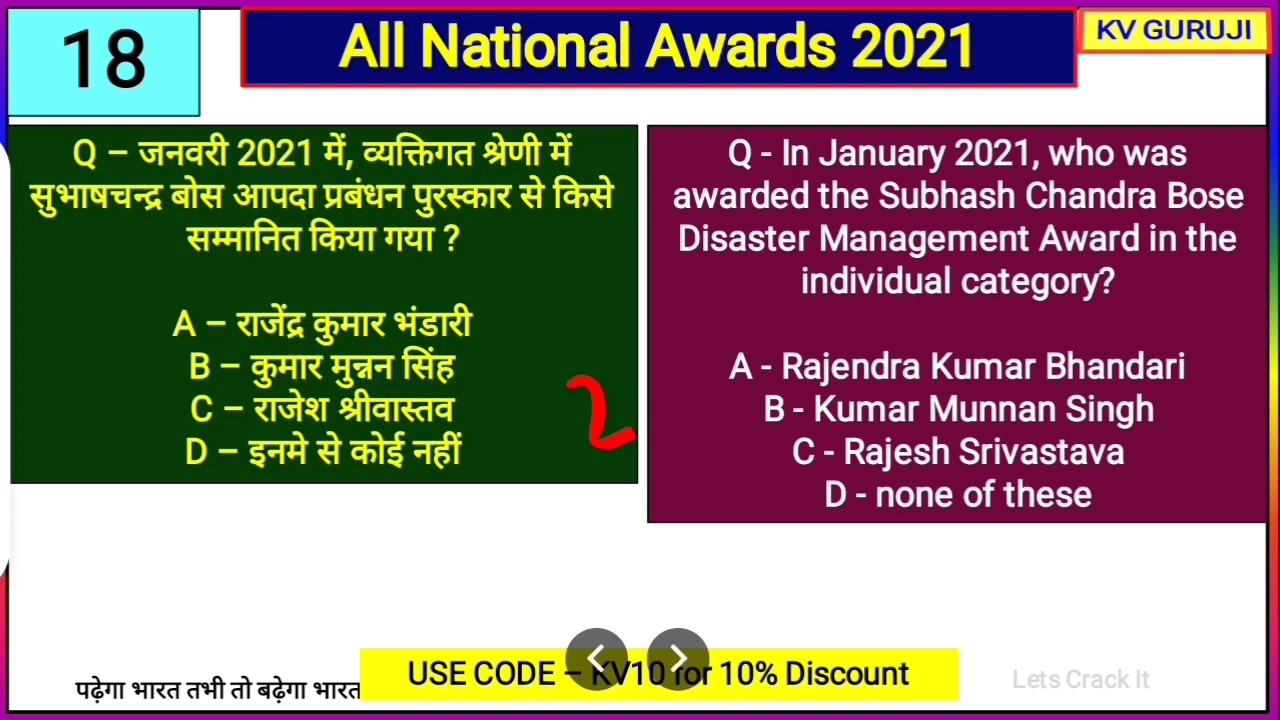 18
All National Awards 2021
KV GURUJI
Q – जनवरी 2021 में, व्यक्तिगत श्रेणी में
सुभाषचन्द्र बोस आपदा प्रबंधन पुरस्कार से किसे
सम्मानित किया गया ?
A – राजेंद्र कुमार भंडारी
B – कुमार मुन्नन सिंह
C – राजेश श्रीवास्तव
D – इनमे से कोई नहीं
2
Q - In January 2021, who was
awarded the Subhash Chandra Bose
Disaster Management Award in the
individual category?
A - Rajendra Kumar Bhandari
B - Kumar Munnan Singh
C - Rajesh Srivastava
D - none of these
पढ़ेगा भारत तभी तो बढ़ेगा भारत
USE CODE – KV10 for 10% Discount
Lets Crack It